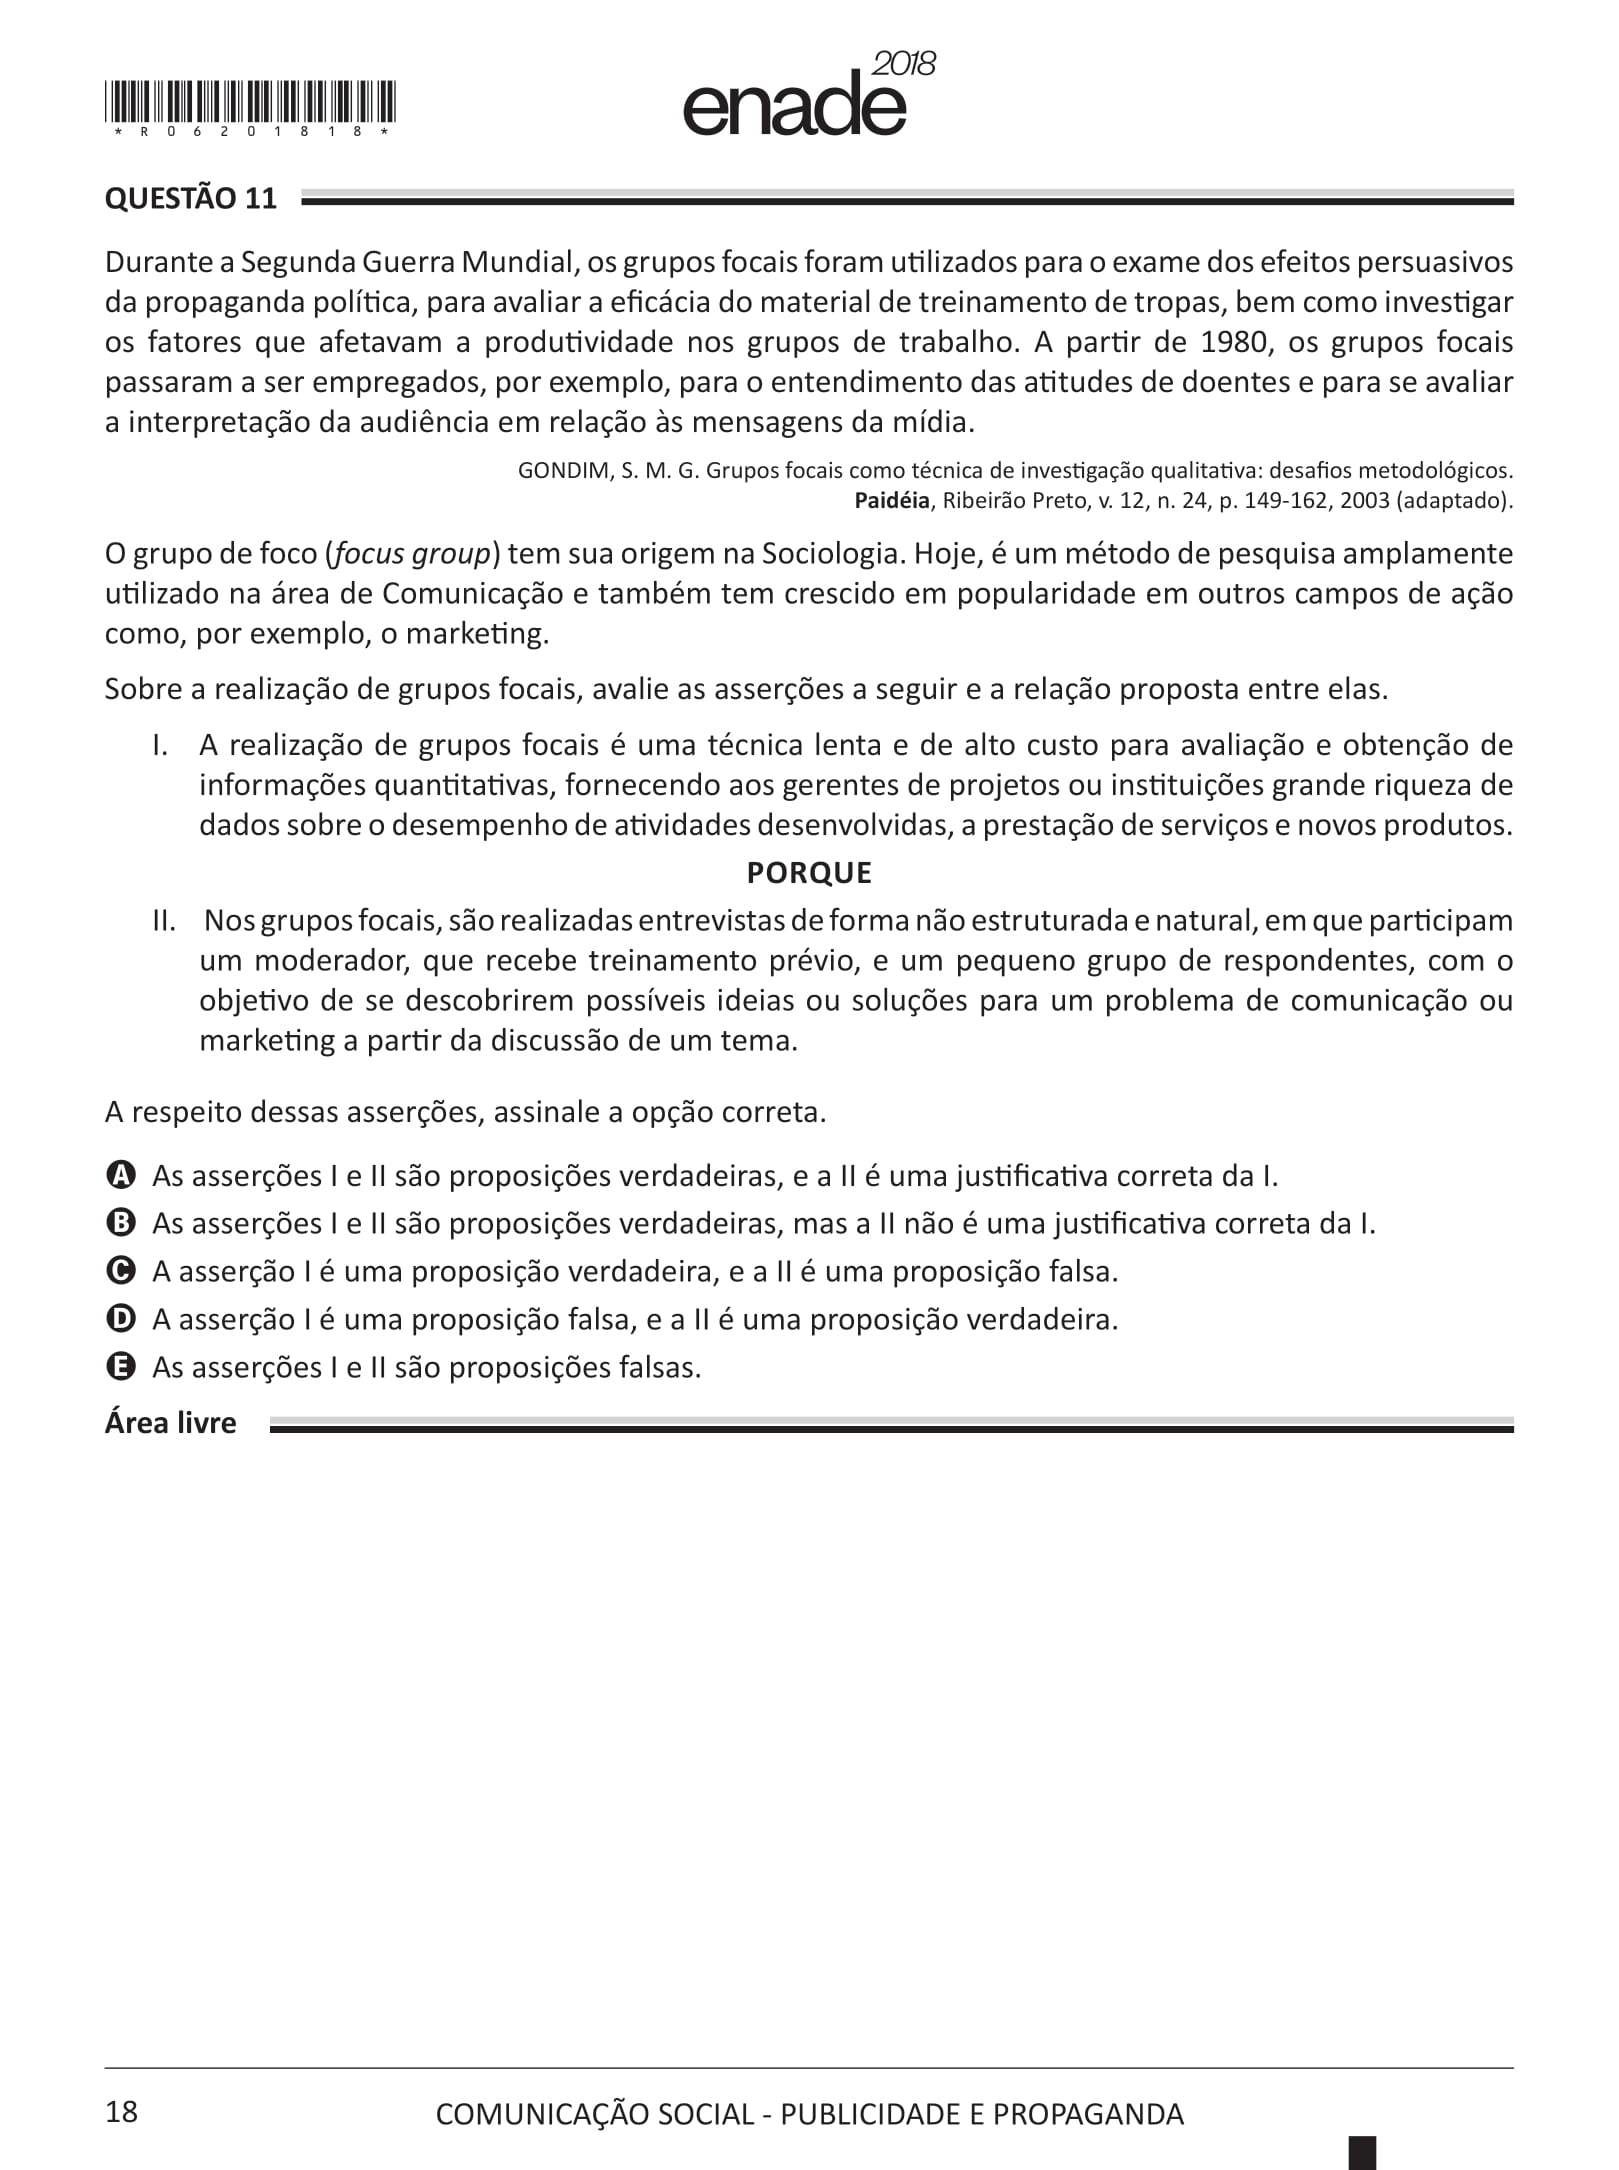 * R 0 6 2 0 1 8 1 8 *
enade 2018
QUESTÃO 11
Durante a Segunda Guerra Mundial, os grupos focais foram utilizados para o exame dos efeitos persuasivos
da propaganda política, para avaliar a eficácia do material de treinamento de tropas, bem como investigar
os fatores que afetavam a produtividade nos grupos de trabalho. A partir de 1980, os grupos focais
passaram a ser empregados, por exemplo, para o entendimento das atitudes de doentes e para se avaliar
a interpretação da audiência em relação às mensagens da mídia.
GONDIM, S. M. G. Grupos focais como técnica de investigação qualitativa: desafios metodológicos.
Paidéia, Ribeirão Preto, v. 12, n. 24, p. 149-162, 2003 (adaptado).
O grupo de foco (focus group) tem sua origem na Sociologia. Hoje, é um método de pesquisa amplamente
utilizado na área de Comunicação e também tem crescido em popularidade em outros campos de ação
como, por exemplo, o marketing.
Sobre a realização de grupos focais, avalie as asserções a seguir e a relação proposta entre elas.
I. A realização de grupos focais é uma técnica lenta e de alto custo para avaliação e obtenção de
informações quantitativas, fornecendo aos gerentes de projetos ou instituições grande riqueza de
dados sobre o desempenho de atividades desenvolvidas, a prestação de serviços e novos produtos.
PORQUE
II. Nos grupos focais, são realizadas entrevistas de forma não estruturada e natural, em que participam
um moderador, que recebe treinamento prévio, e um pequeno grupo de respondentes, com o
objetivo de se descobrirem possíveis ideias ou soluções para um problema de comunicação ou
marketing a partir da discussão de um tema.
A respeito dessas asserções, assinale a opção correta.
A As asserções I e II são proposições verdadeiras, e a II é uma justificativa correta da I.
B As asserções I e II são proposições verdadeiras, mas a II não é uma justificativa correta da I.
C A asserção I é uma proposição verdadeira, e a II é uma proposição falsa.
D A asserção I é uma proposição falsa, e a II é uma proposição verdadeira.
E As asserções I e II são proposições falsas.
Área livre
18
COMUNICAÇÃO SOCIAL - PUBLICIDADE E PROPAGANDA